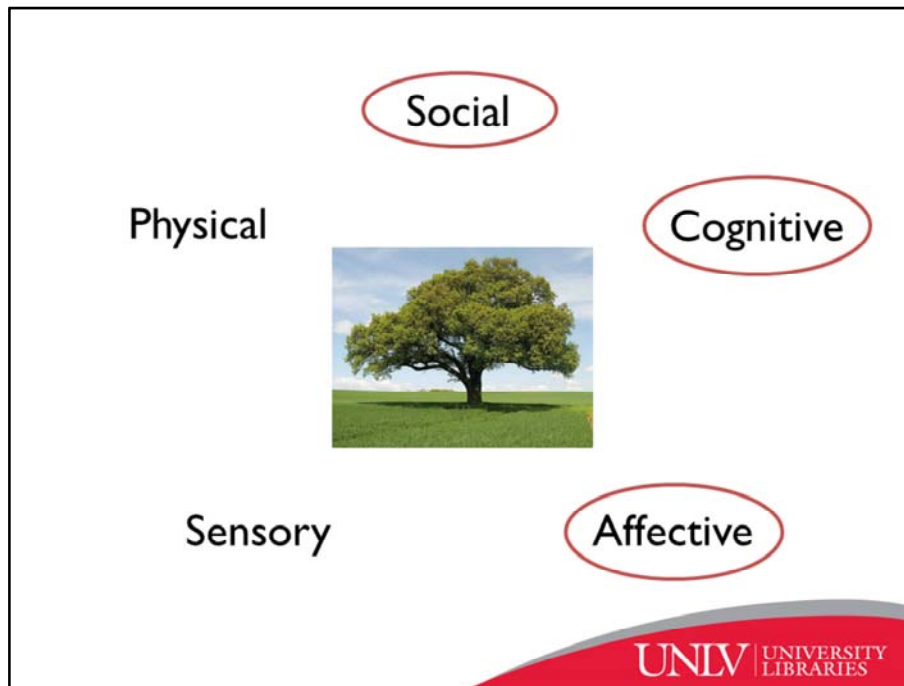 Social
Physical
Cognitive
Sensory
Affective
UNLV UNIVERSITY
LIBRARIES